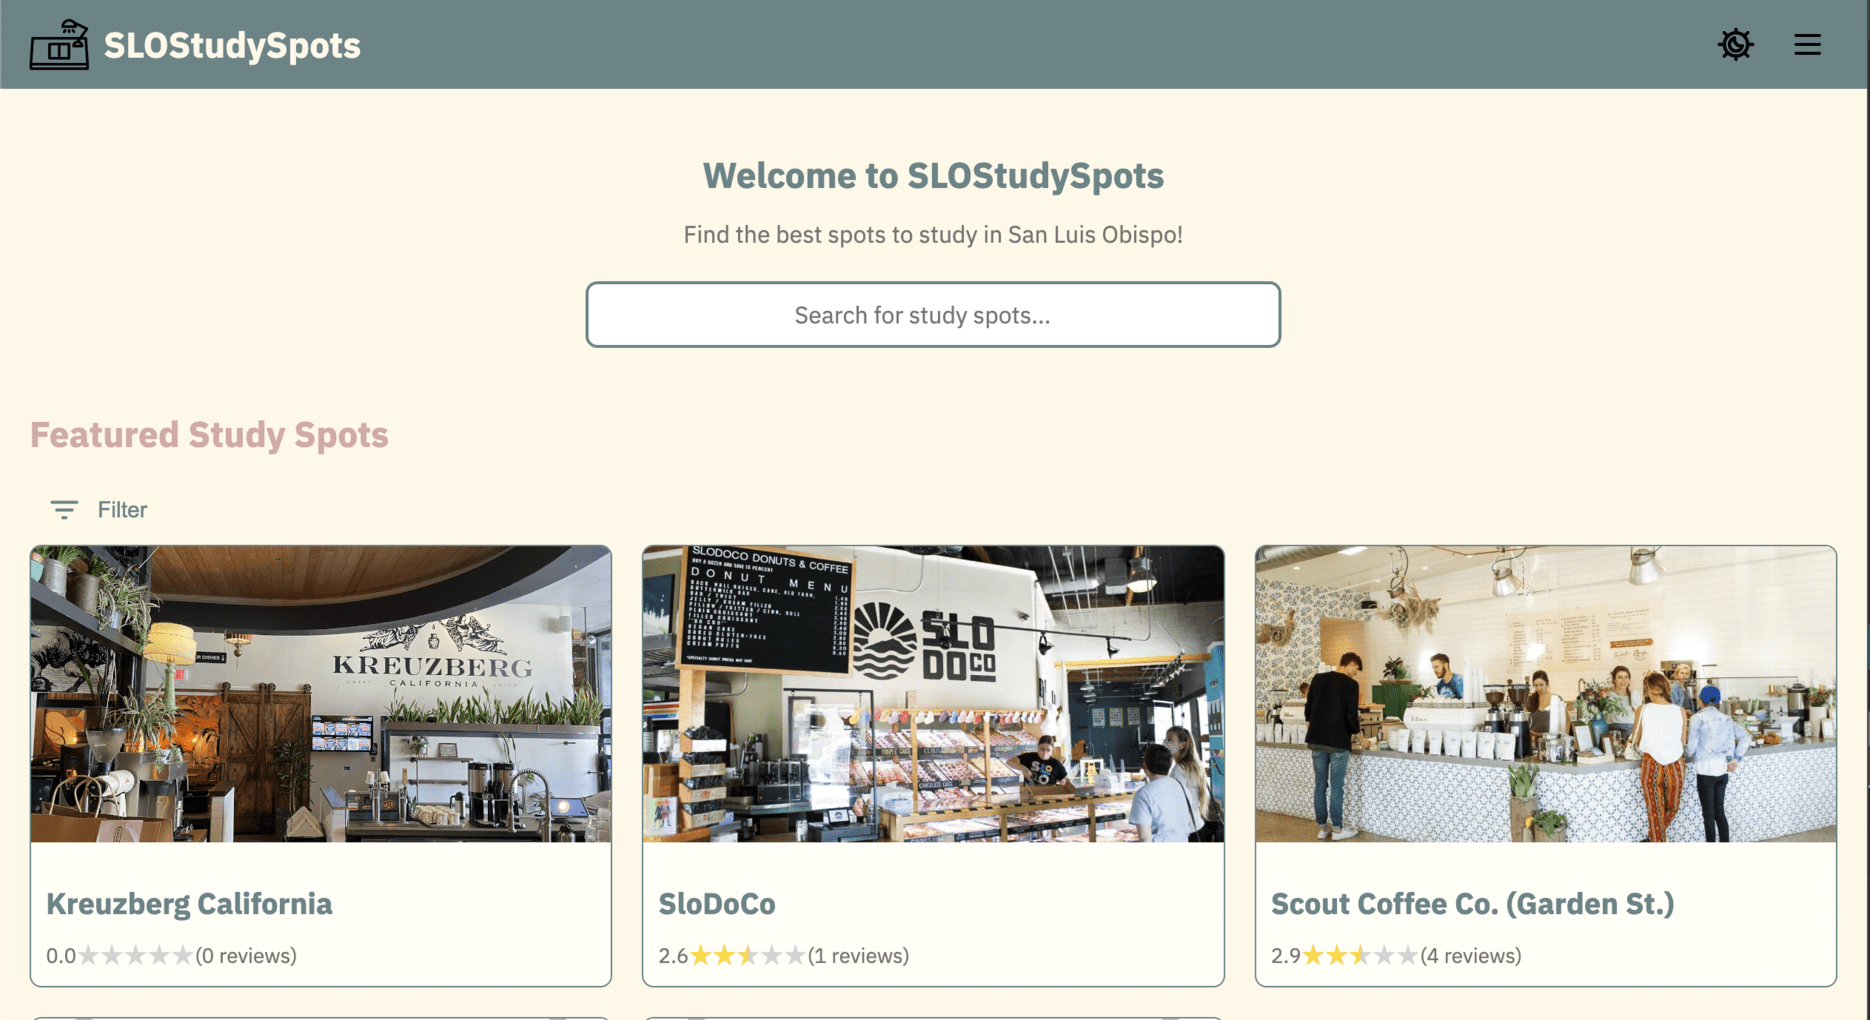 SLOStudySpots
Welcome to SLOStudySpots
Find the best spots to study in San Luis Obispo!
Search for study spots...
Featured Study Spots
Filter
KREUZBERG
CALIFORNIA
SLODOCO DONUTS & COFFEE
DONUT MENU
SLO
DOCO
Kreuzberg California
0.0 (0 reviews)
SloDoCo
2.6 (1 reviews)
Scout Coffee Co. (Garden St.)
2.9 (4 reviews)